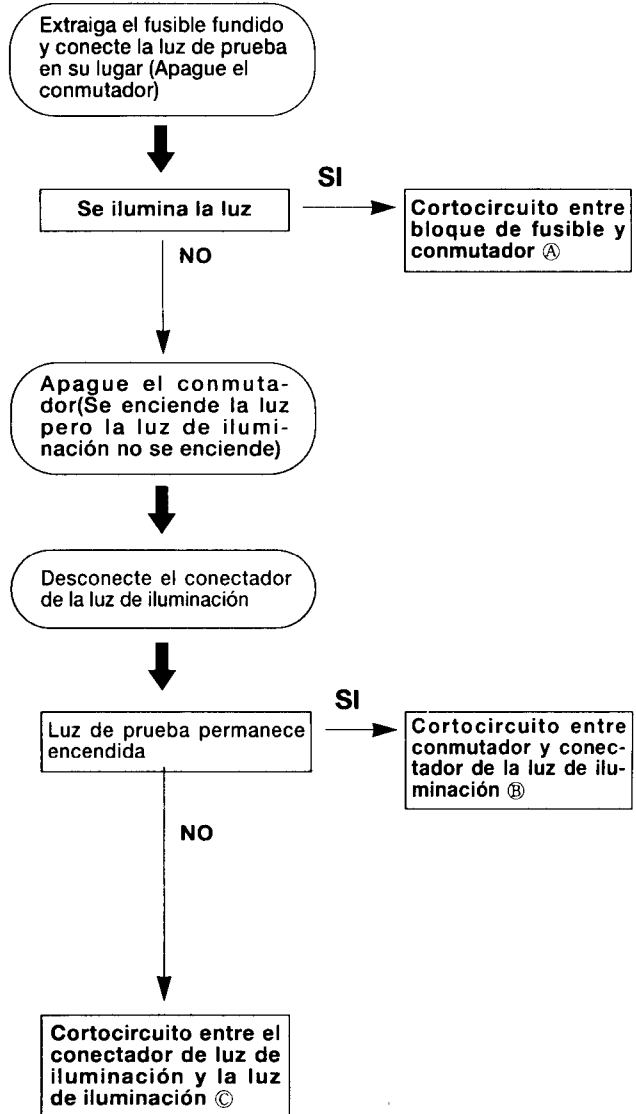 Extraiga el fusible fundido
y conecte la luz de prueba
en su lugar (Apague el
conmutador)
SI
Se ilumina la luz
Cortocircuito entre
bloque de fusible y
conmutador Ⓐ
NO
Apague el conmuta-
dor(Se enciende la luz
pero la luz de ilumi-
nación no se enciende)
Desconecte el conectador
de la luz de iluminación
SI
Luz de prueba permanece
encendida
Cortocircuito entre
conmutador y conec-
tador de la luz de ilu-
minación Ⓑ
NO
Cortocircuito entre el
conectador de luz de
iluminación y la luz
de iluminación Ⓒ